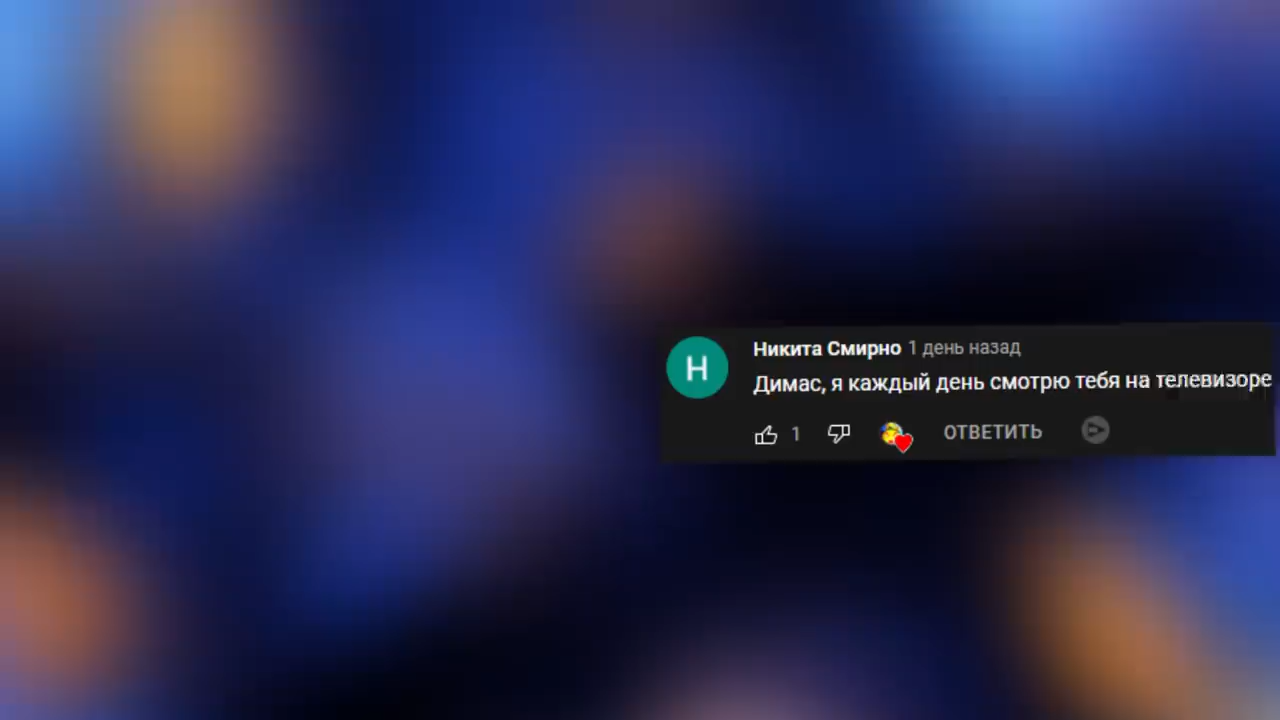 Н
Никита Смирно 1 день назад
Димас, я каждый день смотрю тебя на телевизоре
1 ОТВЕТИТЬ